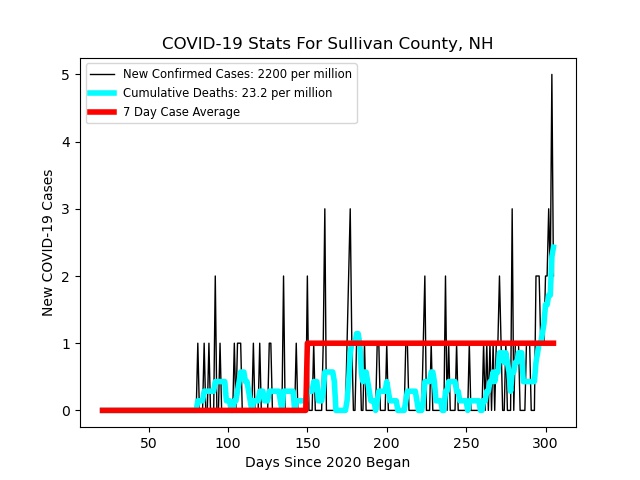 COVID-19 Stats For Sullivan County, NH
New Confirmed Cases: 2200 per million
Cumulative Deaths: 23.2 per million
7 Day Case Average
New COVID-19 Cases
5
4
3
2
1
0
50 100 150 200 250 300
Days Since 2020 Began